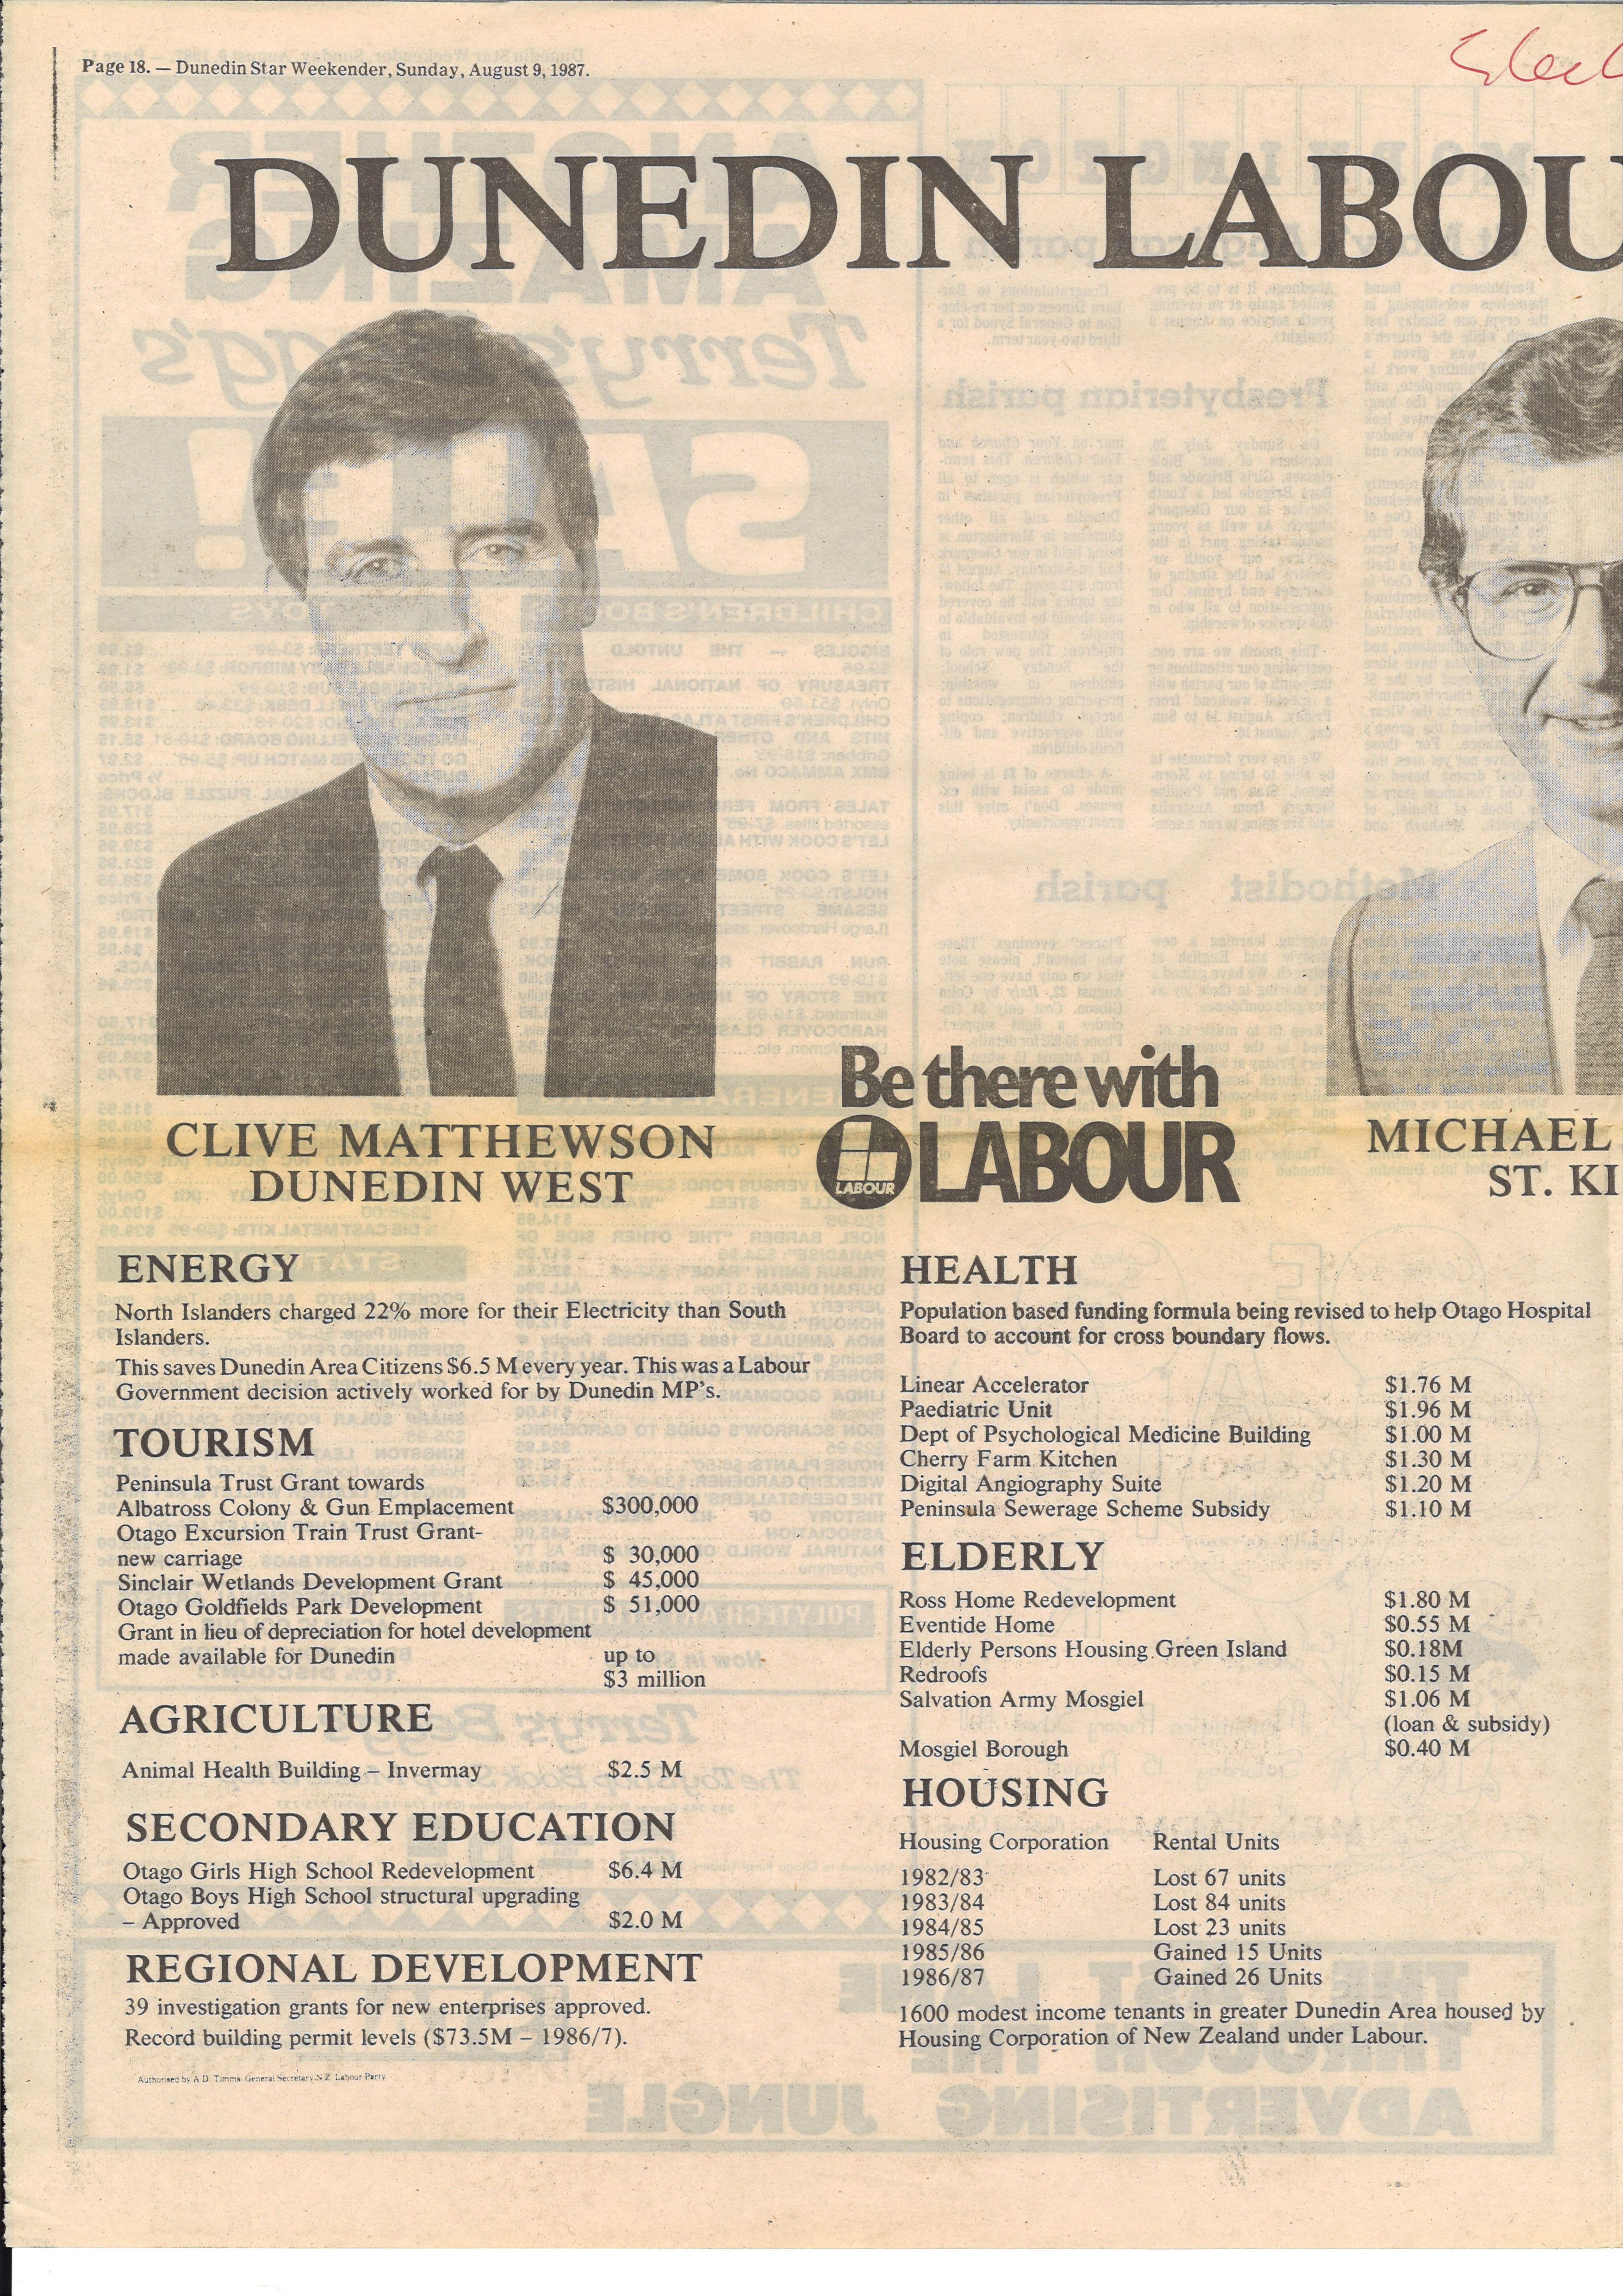 Page 18. — Dunedin Star Weekender, Sunday, August 9, 1987.
DUNEDIN LABOU
CLIVE MATTHEWSON
DUNEDIN WEST
Be there with
LABOUR
LABOUR
MICHAEL
ST. KI
ENERGY
North Islanders charged 22% more for their Electricity than South
Islanders.
This saves Dunedin Area Citizens $6.5 M every year. This was a Labour
Government decision actively worked for by Dunedin MP's.
TOURISM
Peninsula Trust Grant towards
Albatross Colony & Gun Emplacement $300,000
Otago Excursion Train Trust Grant-
new carriage $ 30,000
Sinclair Wetlands Development Grant $ 45,000
Otago Goldfields Park Development $ 51,000
Grant in lieu of depreciation for hotel development
made available for Dunedin up to
$3 million
AGRICULTURE
Animal Health Building – Invermay $2.5 M
SECONDARY EDUCATION
Otago Girls High School Redevelopment $6.4 M
Otago Boys High School structural upgrading
– Approved $2.0 M
REGIONAL DEVELOPMENT
39 investigation grants for new enterprises approved.
Record building permit levels ($73.5M – 1986/7).
Authorised by A.D. Timms General Secretary N.Z. Labour Party
HEALTH
Population based funding formula being revised to help Otago Hospital
Board to account for cross boundary flows.
Linear Accelerator $1.76 M
Paediatric Unit $1.96 M
Dept of Psychological Medicine Building $1.00 M
Cherry Farm Kitchen $1.30 M
Digital Angiography Suite $1.20 M
Peninsula Sewerage Scheme Subsidy $1.10 M
ELDERLY
Ross Home Redevelopment $1.80 M
Eventide Home $0.55 M
Elderly Persons Housing Green Island $0.18M
Redroofs $0.15 M
Salvation Army Mosgiel $1.06 M
(loan & subsidy)
Mosgiel Borough $0.40 M
HOUSING
Housing Corporation Rental Units
1982/83 Lost 67 units
1983/84 Lost 84 units
1984/85 Lost 23 units
1985/86 Gained 15 Units
1986/87 Gained 26 Units
1600 modest income tenants in greater Dunedin Area housed by
Housing Corporation of New Zealand under Labour.